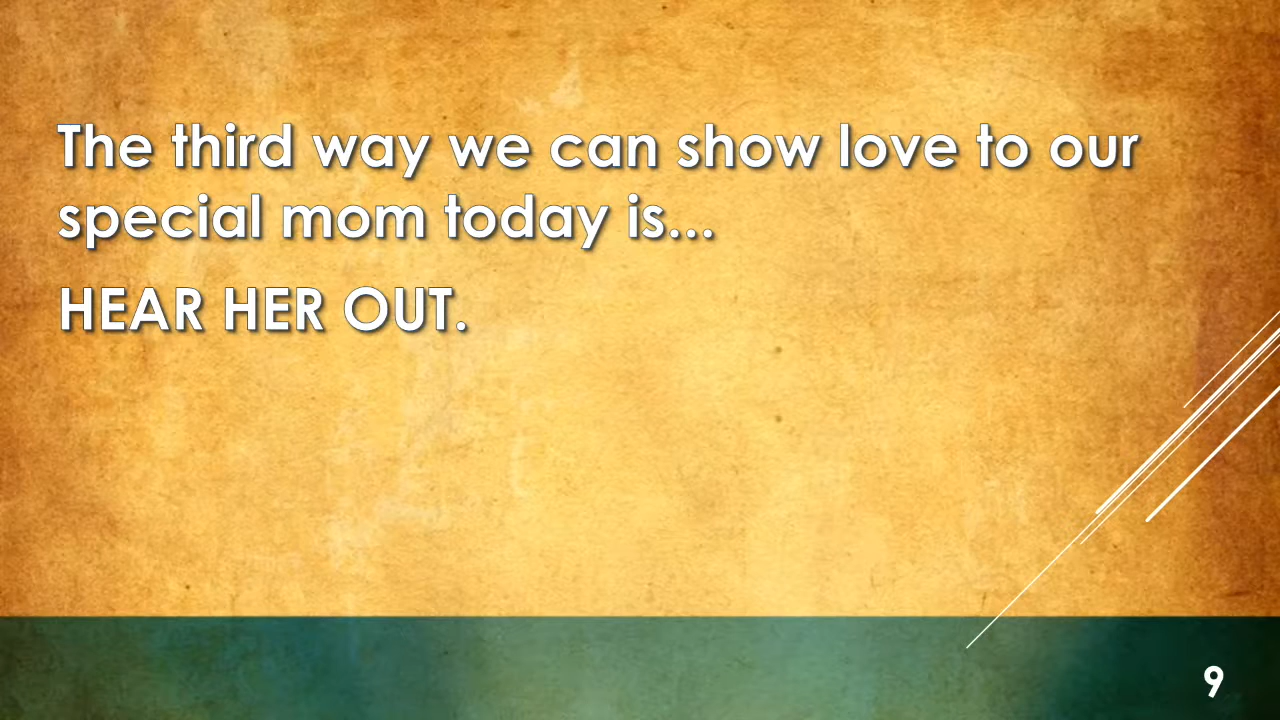 The third way we can show love to our
special mom today is...
HEAR HER OUT.
9